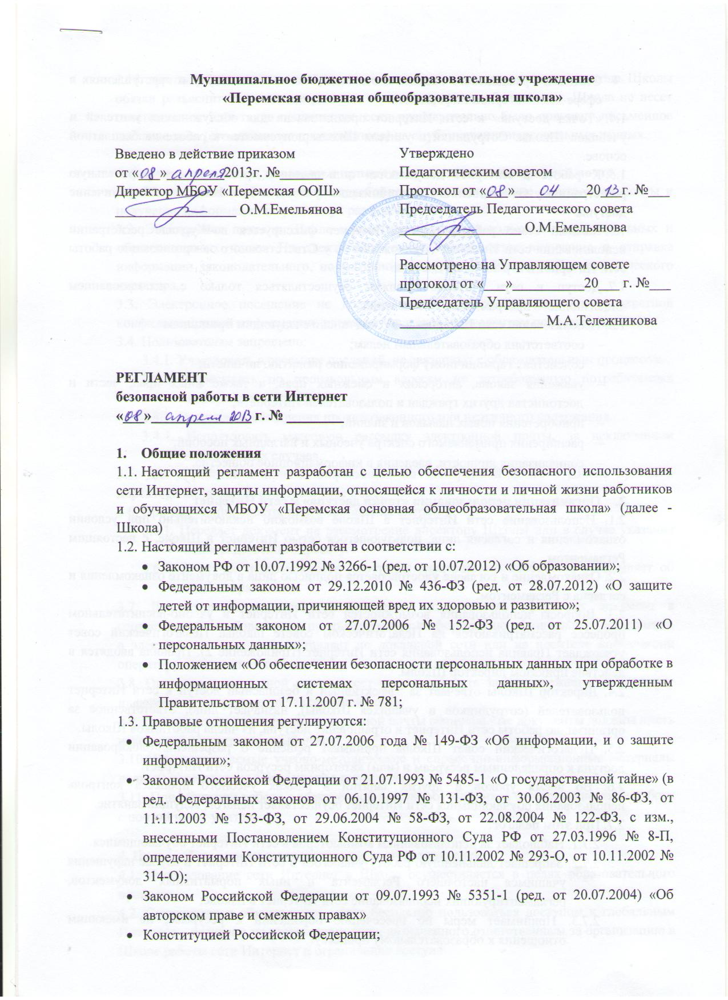 Муниципальное бюджетное общеобразовательное учреждение
«Перемская основная общеобразовательная школа»
Введено в действие приказом
от «08» апреля 2013г. №______
Директор МБОУ «Перемская ООШ»
_________________ О.М.Емельянова
Утверждено
Педагогическим советом
Протокол от «08» ___04___ 2013г. №___
Председатель Педагогического совета
_________________ О.М.Емельянова
Рассмотрено на Управляющем совете
протокол от «___»__________20___ г. №___
Председатель Управляющего совета
____________________ М.А.Тележникова
РЕГЛАМЕНТ
безопасной работы в сети Интернет
«08» апреля 2013 г. № ________
1. Общие положения
1.1. Настоящий регламент разработан с целью обеспечения безопасного использования
сети Интернет, защиты информации, относящейся к личности и личной жизни работников
и обучающихся МБОУ «Перемская основная общеобразовательная школа» (далее -
Школа)
1.2. Настоящий регламент разработан в соответствии с:
• Законом РФ от 10.07.1992 № 3266-1 (ред. от 10.07.2012) «Об образовании»;
• Федеральным законом от 29.12.2010 № 436-ФЗ (ред. от 28.07.2012) «О защите
детей от информации, причиняющей вред их здоровью и развитию»;
• Федеральным законом от 27.07.2006 № 152-ФЗ (ред. от 25.07.2011) «О
персональных данных»;
• Положением «Об обеспечении безопасности персональных данных при обработке в
информационных системах персональных данных», утвержденным
Правительством от 17.11.2007 г. № 781;
1.3. Правовые отношения регулируются:
• Федеральным законом от 27.07.2006 года № 149-ФЗ «Об информации, и о защите
информации»;
• Законом Российской Федерации от 21.07.1993 № 5485-1 «О государственной тайне» (в
ред. Федеральных законов от 06.10.1997 № 131-ФЗ, от 30.06.2003 № 86-ФЗ, от
11.11.2003 № 153-ФЗ, от 29.06.2004 № 58-ФЗ, от 22.08.2004 № 122-ФЗ, с изм.,
внесенными Постановлением Конституционного Суда РФ от 27.03.1996 № 8-П,
определениями Конституционного Суда РФ от 10.11.2002 № 293-О, от 10.11.2002 №
314-О);
• Законом Российской Федерации от 09.07.1993 № 5351-1 (ред. от 20.07.2004) «Об
авторском праве и смежных правах»
• Конституцией Российской Федерации;